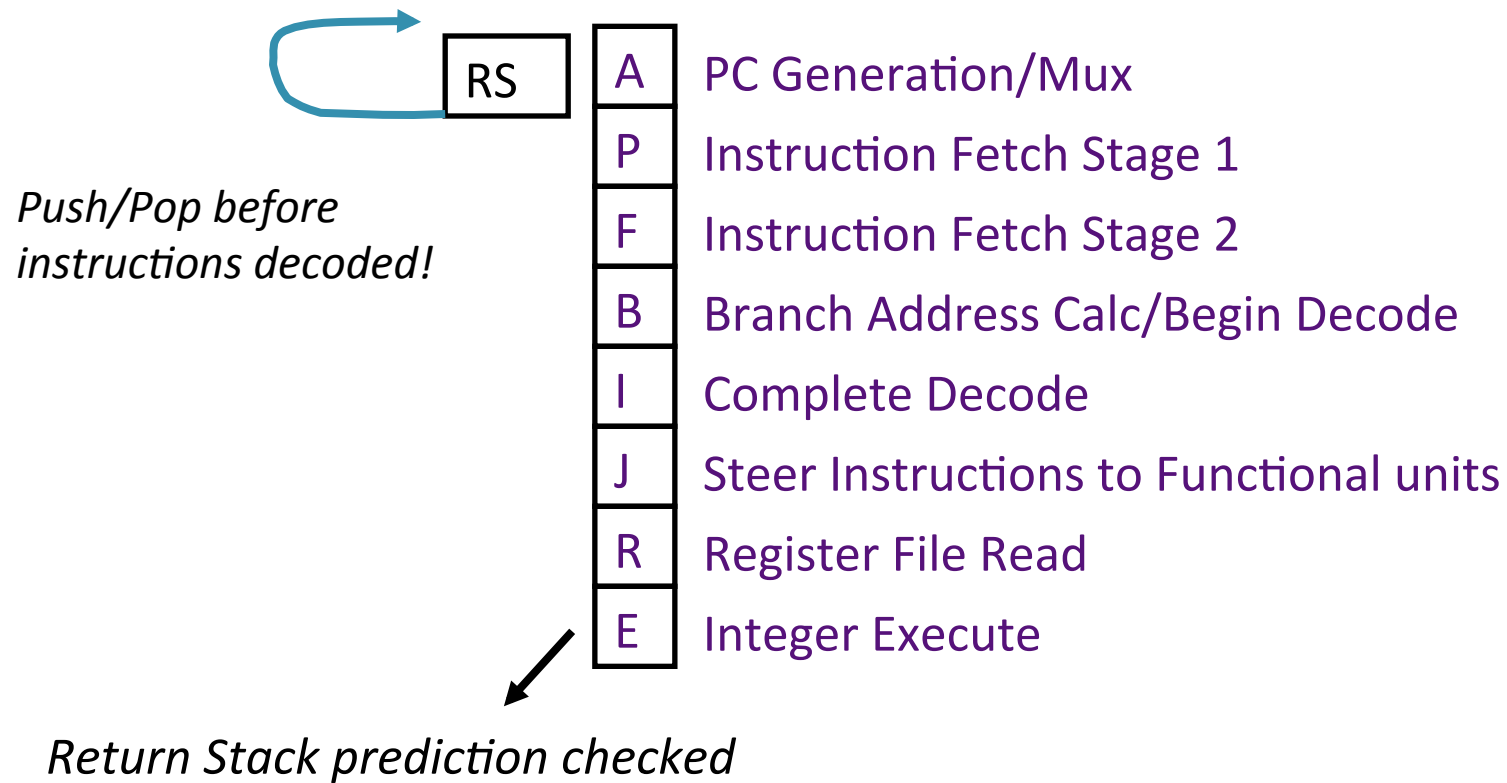 RS
A PC Generation/Mux
P Instruction Fetch Stage 1
F Instruction Fetch Stage 2
B Branch Address Calc/Begin Decode
I Complete Decode
J Steer Instructions to Functional units
R Register File Read
E Integer Execute
Push/Pop before
instructions decoded!
Return Stack prediction checked